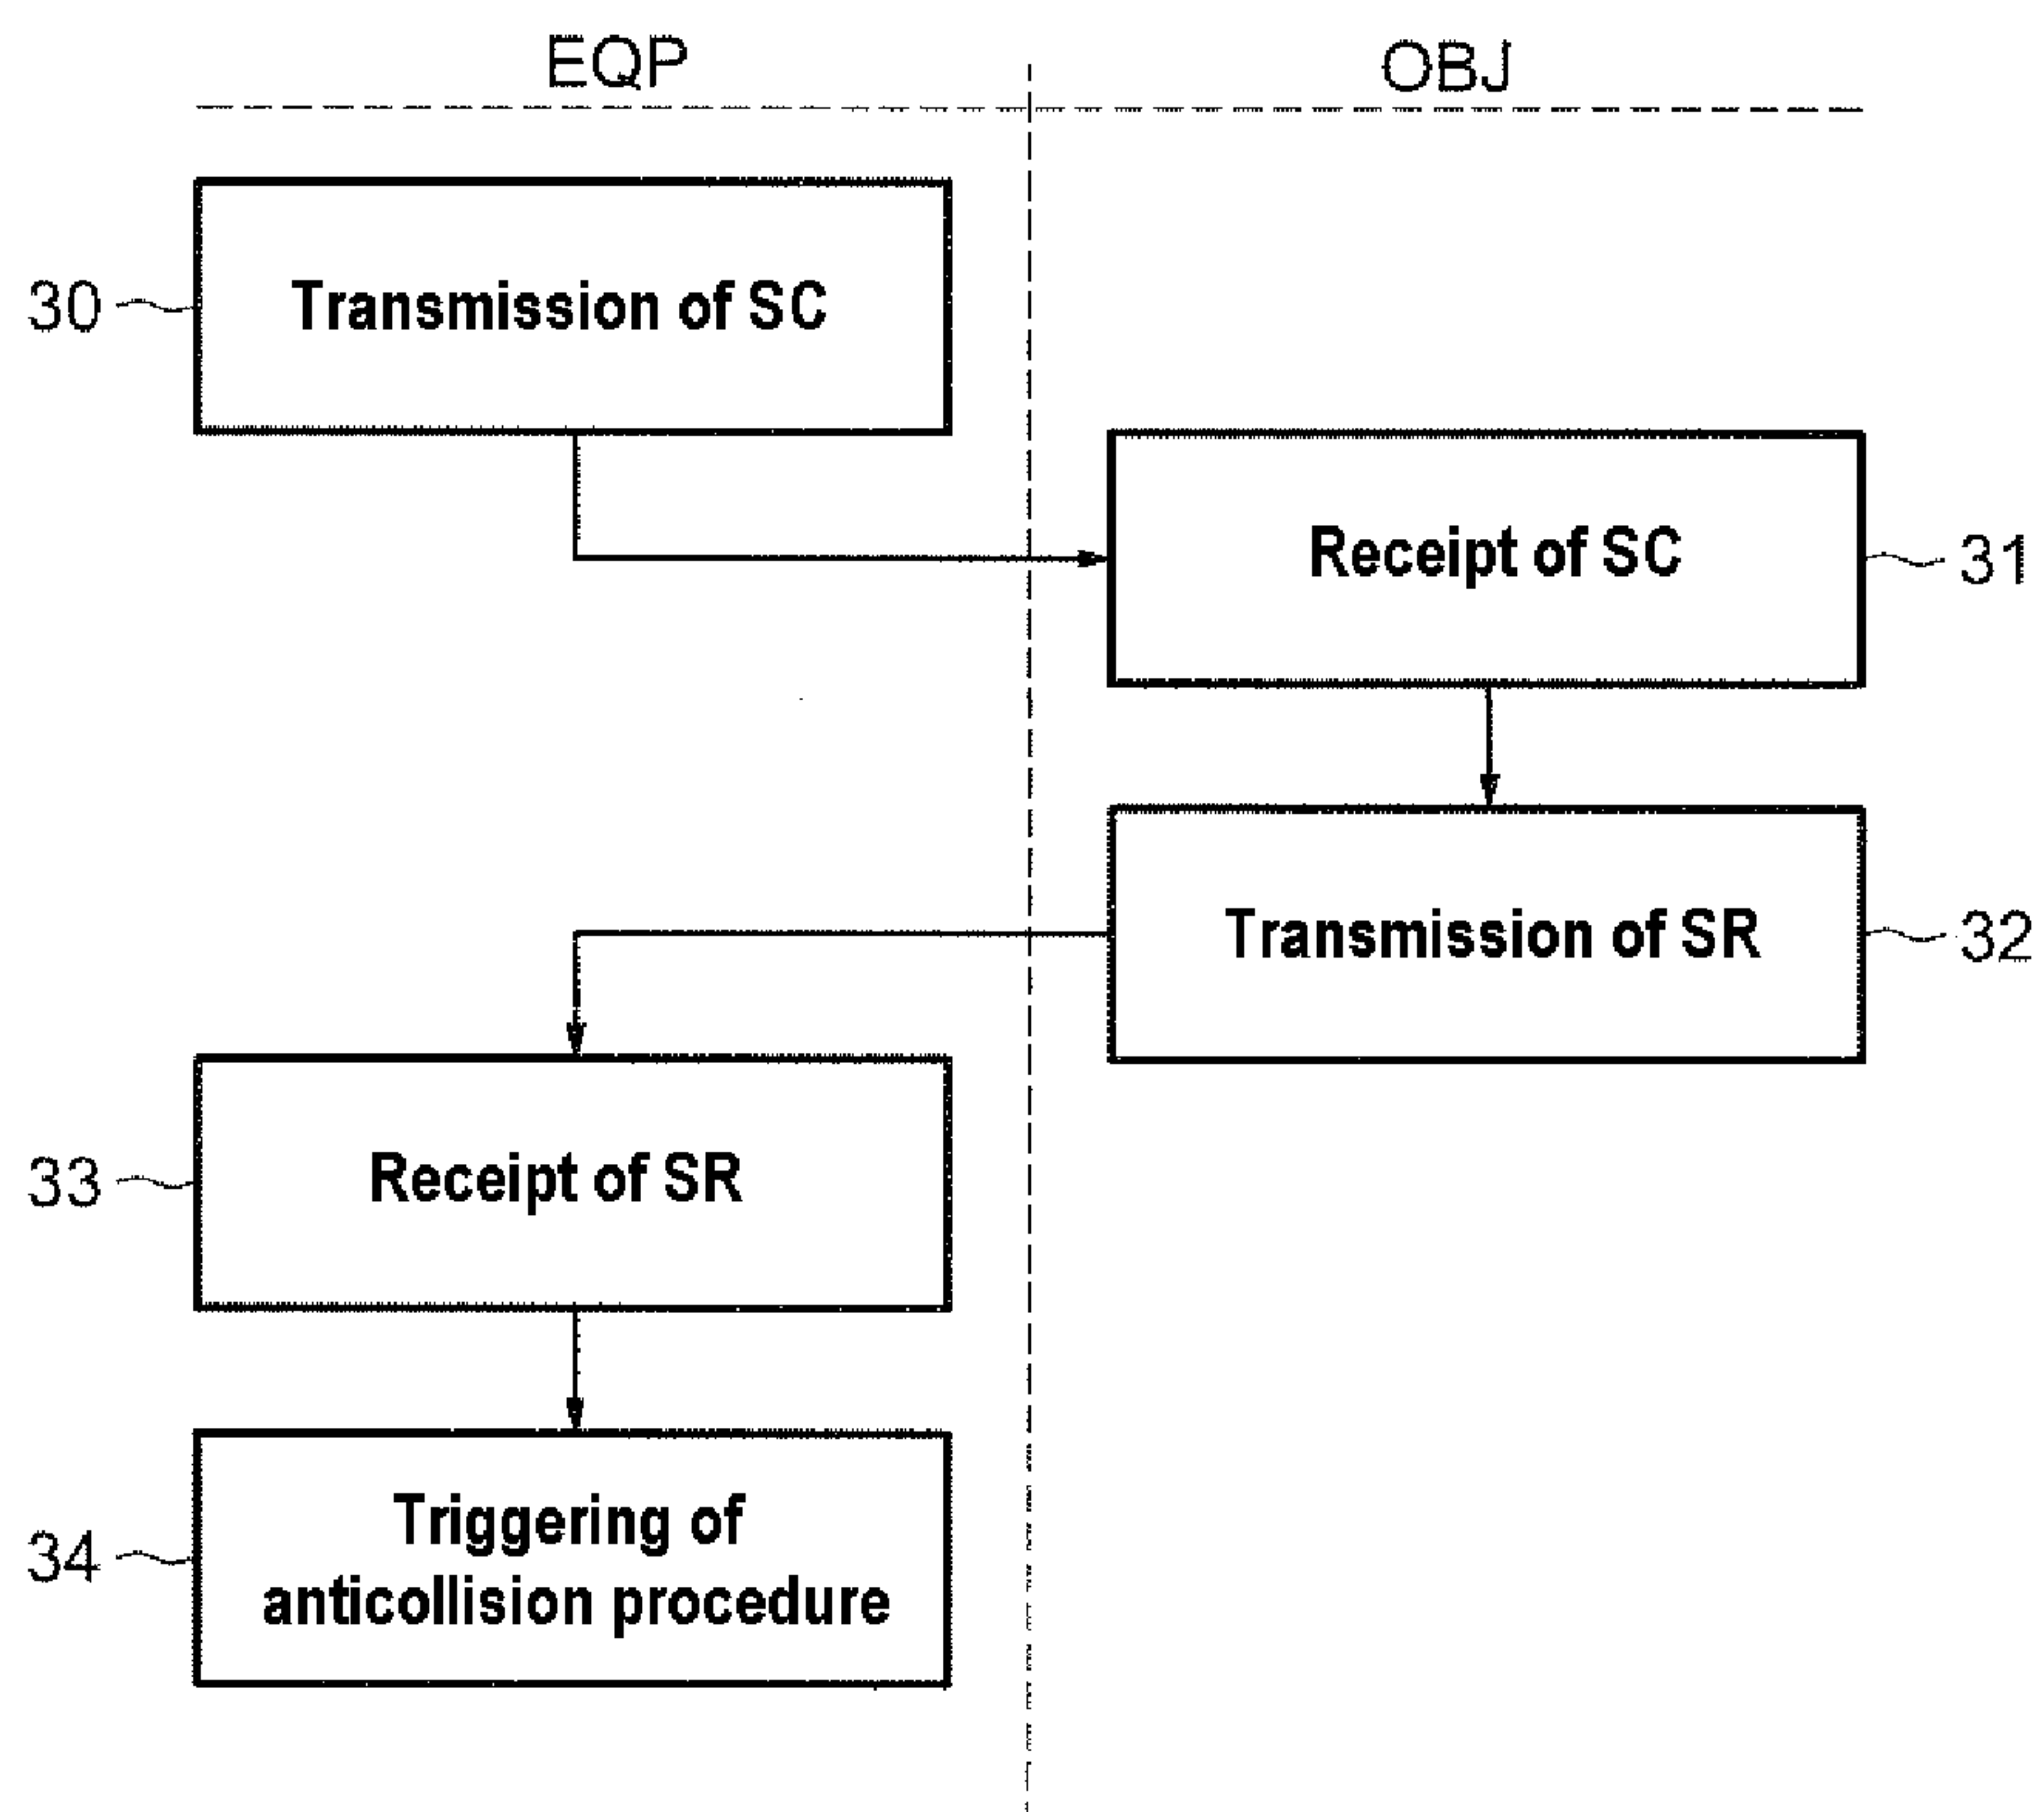 EQP
OBJ
30
Transmission of SC
Receipt of SC
31
Transmission of SR
32
33
Receipt of SR
34
Triggering of
anticollision procedure